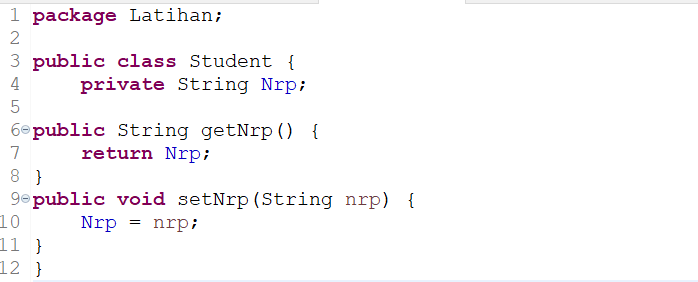 1 package Latihan;
2
3 public class Student {
4     private String Nrp;
5
6 public String getNrp() {
7     return Nrp;
8 }
9 public void setNrp(String nrp) {
10     Nrp = nrp;
11 }
12 }